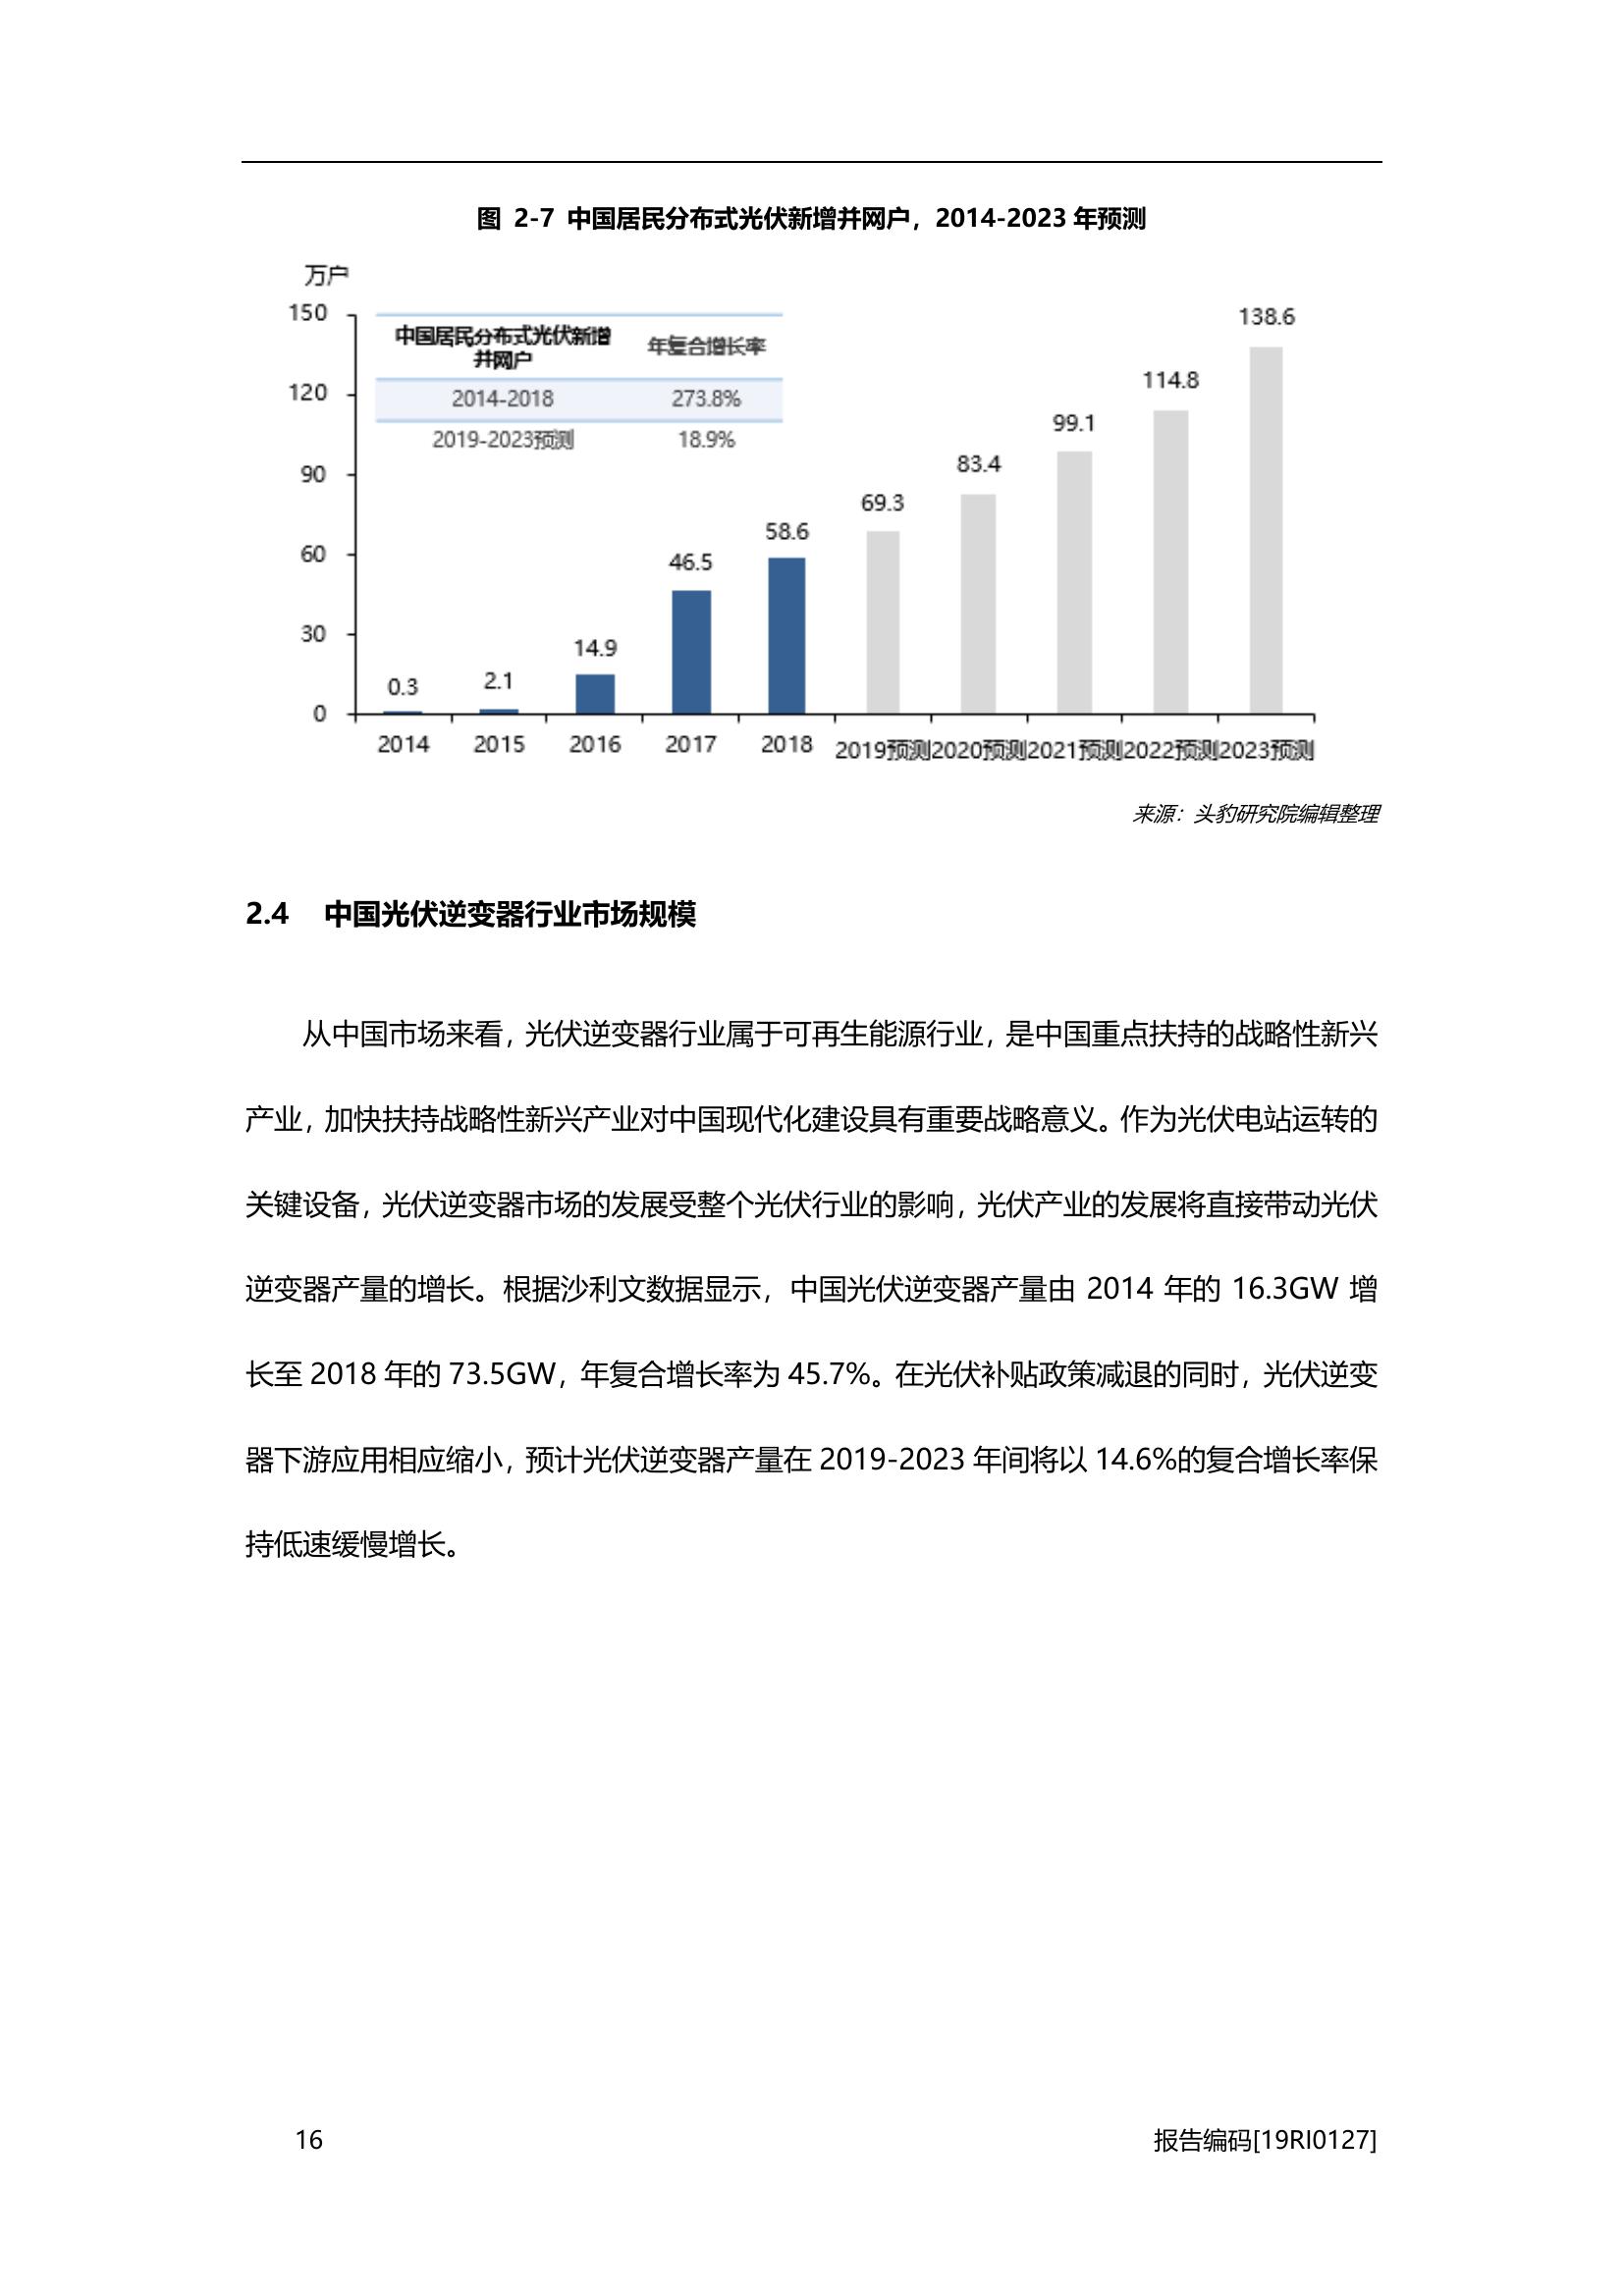 图 2-7 中国居民分布式光伏新增并网户，2014-2023 年预测
万户
150
120
90
60
30
0
中国居民分布式光伏新增
并网户
年复合增长率
2014-2018 273.8%
2019-2023预测 18.9%
0.3
2.1
14.9
46.5
58.6
69.3
83.4
99.1
114.8
138.6
2014 2015 2016 2017 2018 2019预测 2020预测 2021预测 2022预测 2023预测
来源：头豹研究院编辑整理
2.4 中国光伏逆变器行业市场规模
从中国市场来看，光伏逆变器行业属于可再生能源行业，是中国重点扶持的战略性新兴
产业，加快扶持战略性新兴产业对中国现代化建设具有重要战略意义。作为光伏电站运转的
关键设备，光伏逆变器市场的发展受整个光伏行业的影响，光伏产业的发展将直接带动光伏
逆变器产量的增长。根据沙利文数据显示，中国光伏逆变器产量由 2014 年的 16.3GW 增
长至 2018 年的 73.5GW，年复合增长率为 45.7%。在光伏补贴政策减退的同时，光伏逆变
器下游应用相应缩小，预计光伏逆变器产量在 2019-2023 年间将以 14.6%的复合增长率保
持低速缓慢增长。
16
报告编码[19RI0127]